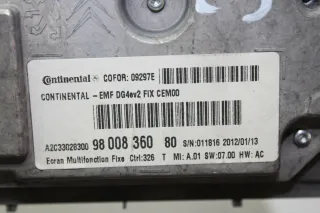 Continental COFOR: 09297E
CONTINENTAL - EMF DG4ev2 FIX CEM00
A2C33028300 98 008 360 80 S/N:011816 2012/01/13
Ecran Multifonction Fixe Ctrl:326 T MI: A.01 SW:07.00 HW: AC